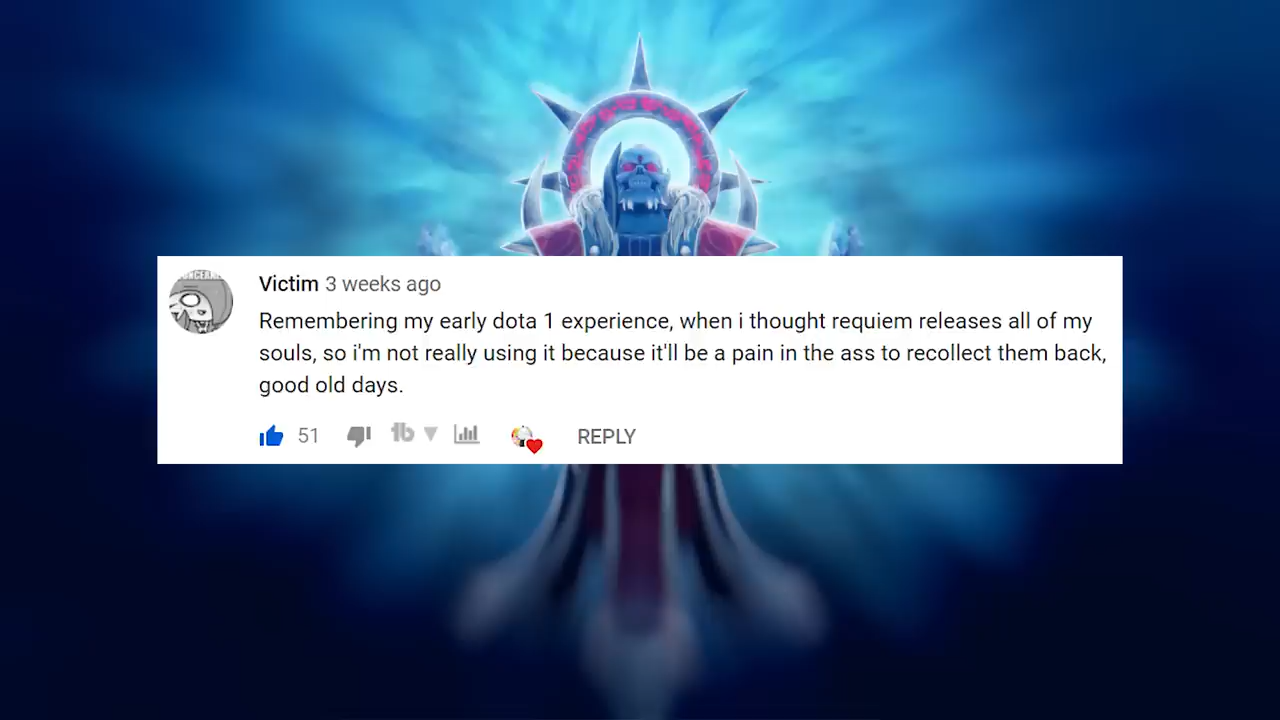 Victim 3 weeks ago
Remembering my early dota 1 experience, when i thought requiem releases all of my
souls, so i'm not really using it because it'll be a pain in the ass to recollect them back,
good old days.
51 REPLY